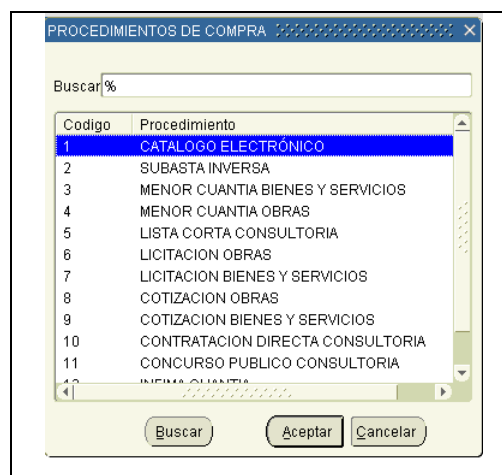 PROCEDIMIENTOS DE COMPRA
Buscar %
Codigo Procedimiento
1 CATALOGO ELECTRÓNICO
2 SUBASTA INVERSA
3 MENOR CUANTIA BIENES Y SERVICIOS
4 MENOR CUANTIA OBRAS
5 LISTA CORTA CONSULTORIA
6 LICITACION OBRAS
7 LICITACION BIENES Y SERVICIOS
8 COTIZACION OBRAS
9 COTIZACION BIENES Y SERVICIOS
10 CONTRATACION DIRECTA CONSULTORIA
11 CONCURSO PUBLICO CONSULTORIA
Buscar Aceptar Cancelar